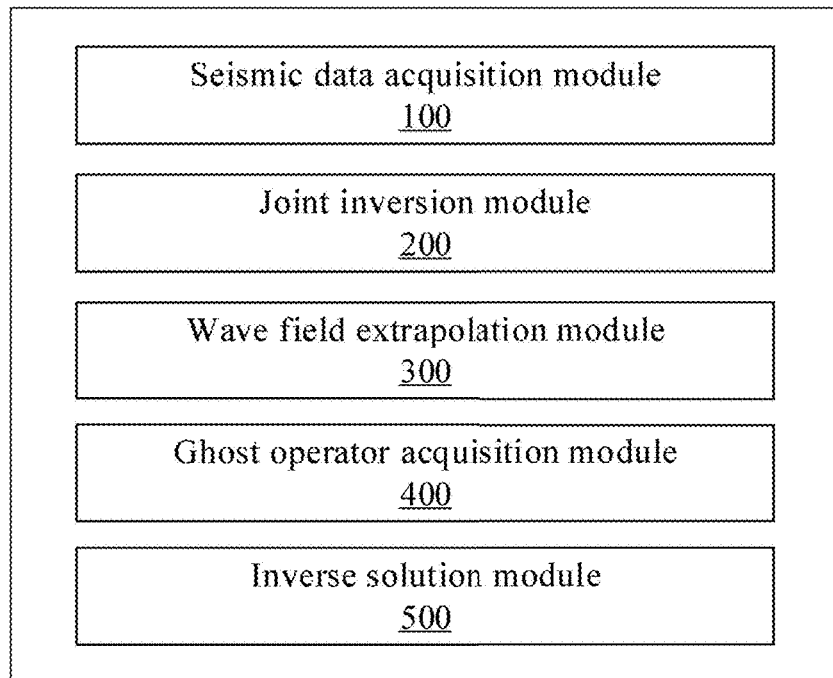 Seismic data acquisition module
100
Joint inversion module
200
Wave field extrapolation module
300
Ghost operator acquisition module
400
Inverse solution module
500